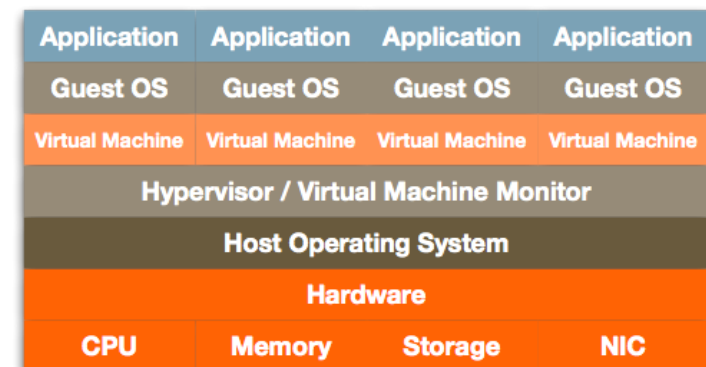 Application Application Application Application
Guest OS Guest OS Guest OS Guest OS
Virtual Machine Virtual Machine Virtual Machine Virtual Machine
Hypervisor / Virtual Machine Monitor
Host Operating System
Hardware
CPU Memory Storage NIC